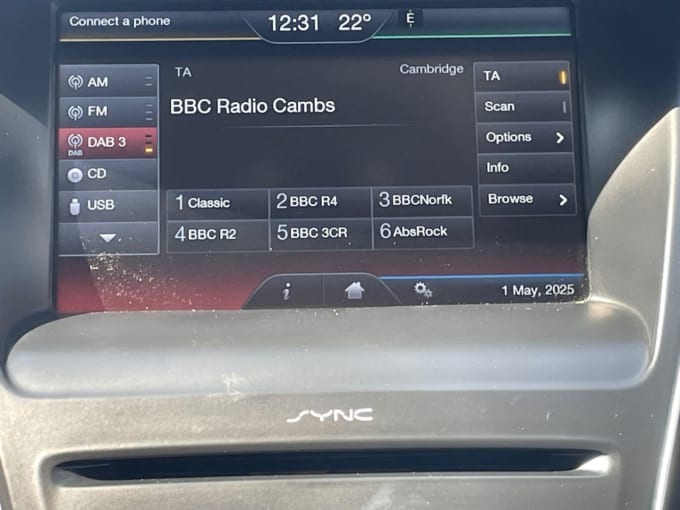 Connect a phone
12:31 22° E
AM
FM
DAB 3
DAB
CD
USB
TA
Cambridge
BBC Radio Cambs
1 Classic
2 BBC R4
3 BBCNorfk
4 BBC R2
5 BBC 3CR
6 AbsRock
TA
Scan
Options
Info
Browse
i
1 May, 2025
SYNC